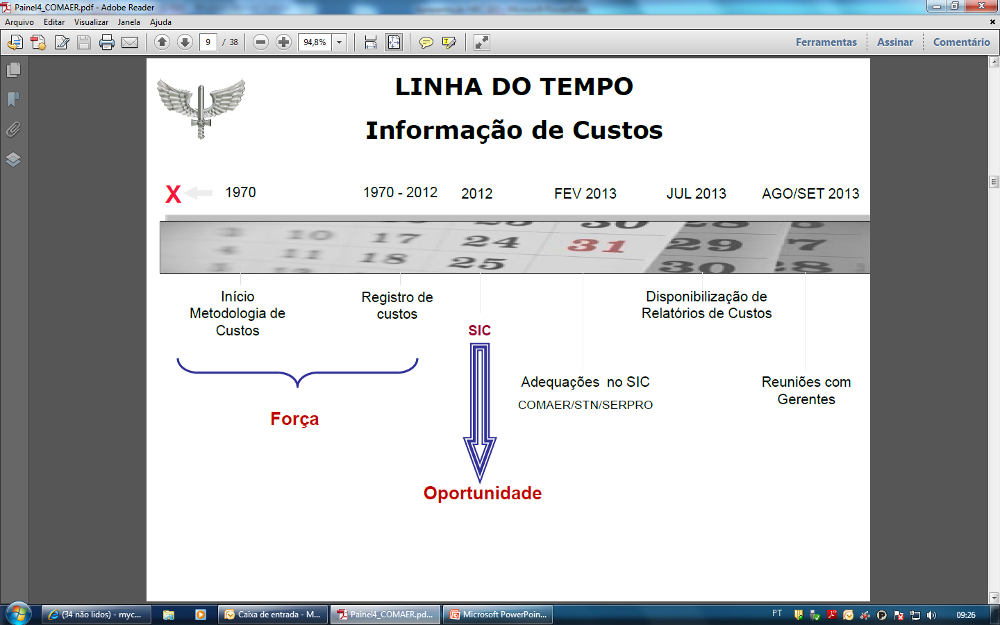 Painel4_COMAER.pdf - Adobe Reader
Arquivo Editar Visualizar Janela Ajuda
9 / 38 94,8% Ferramentas Assinar Comentário
LINHA DO TEMPO
Informação de Custos
X 1970 1970 - 2012 2012 FEV 2013 JUL 2013 AGO/SET 2013
3 10 17 24 31 29 7
4 11 18 25 30 28
Início
Metodologia de
Custos
Registro de
custos
SIC
Disponibilização de
Relatórios de Custos
Adequações no SIC
COMAER/STN/SERPRO
Reuniões com
Gerentes
Força
Oportunidade
(34 não lidos) - myc... Caixa de entrada - M... Painel4_COMAER.pd... Microsoft PowerPoin... PT 09:26